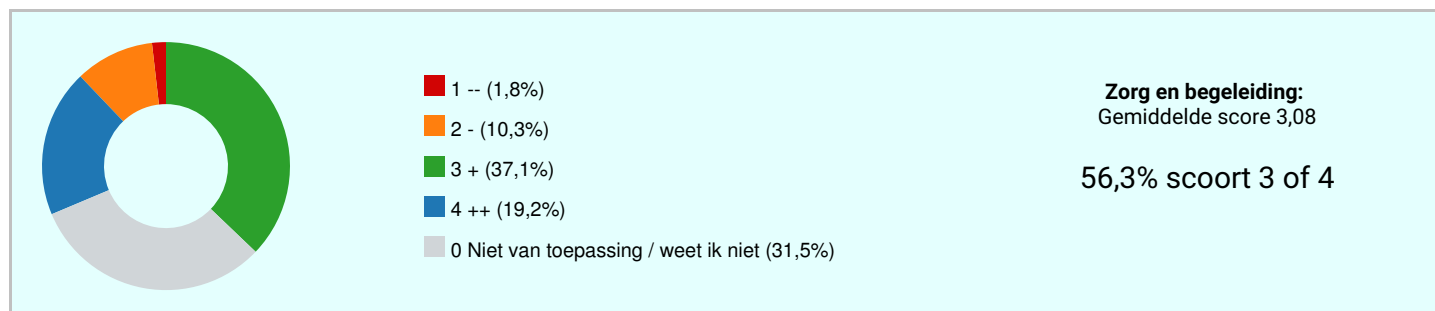 1 -- (1,8%)
2 - (10,3%)
3 + (37,1%)
4 ++ (19,2%)
0 Niet van toepassing / weet ik niet (31,5%)
Zorg en begeleiding:
Gemiddelde score 3,08
56,3% scoort 3 of 4